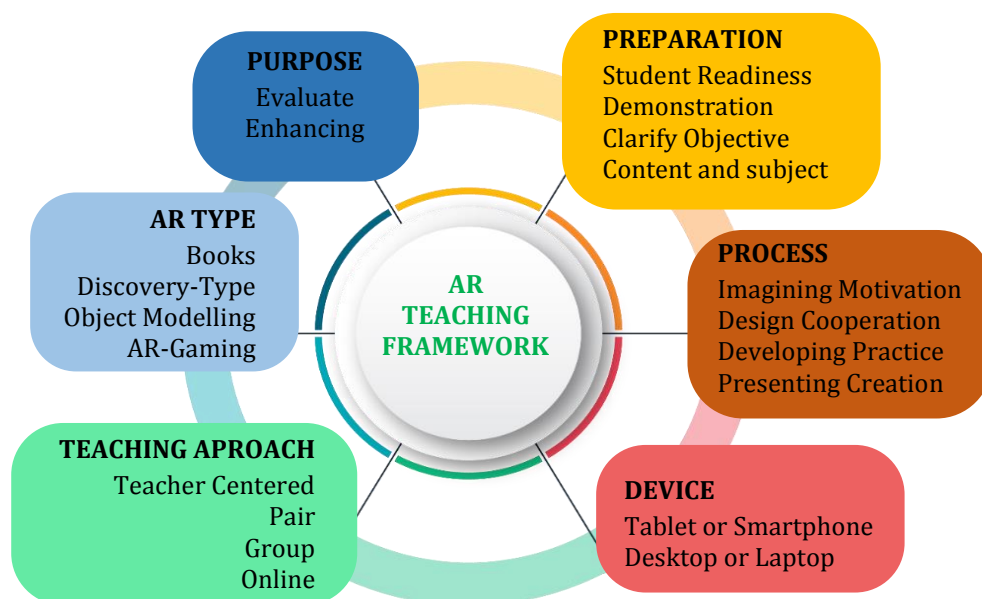 PURPOSE
Evaluate
Enhancing
PREPARATION
Student Readiness
Demonstration
Clarify Objective
Content and subject
AR TYPE
Books
Discovery-Type
Object Modelling
AR-Gaming
AR
TEACHING
FRAMEWORK
PROCESS
Imagining Motivation
Design Cooperation
Developing Practice
Presenting Creation
TEACHING APROACH
Teacher Centered
Pair
Group
Online
DEVICE
Tablet or Smartphone
Desktop or Laptop